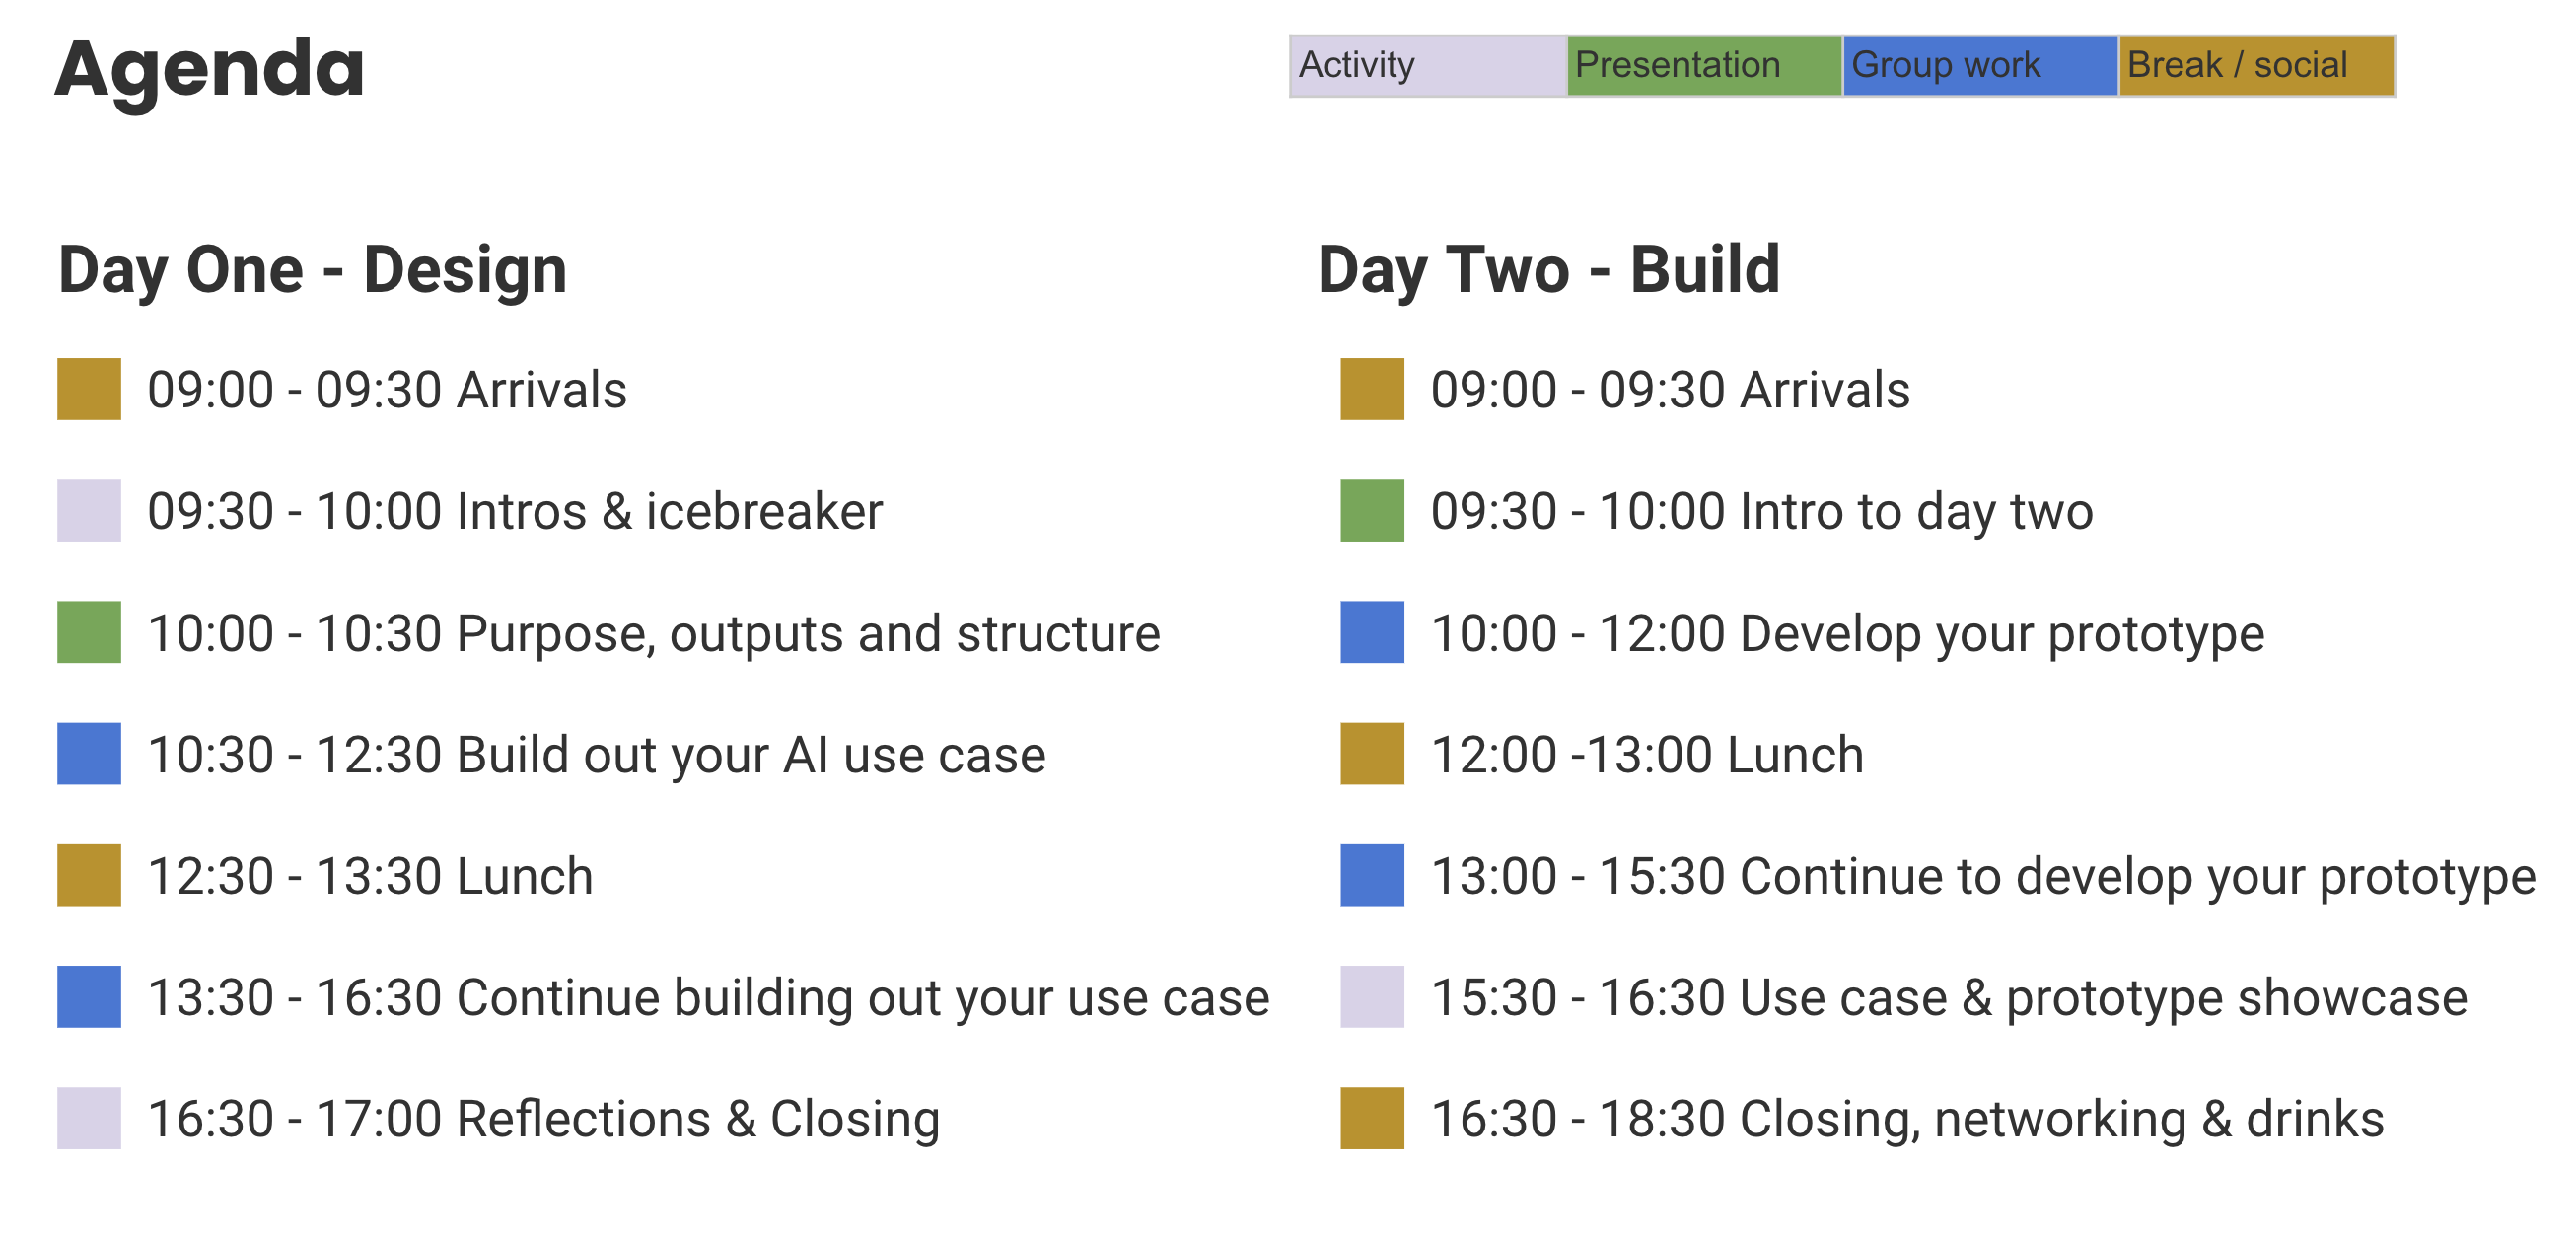 Agenda
Activity
Presentation
Group work
Break / social
Day One - Design
09:00 - 09:30 Arrivals
09:30 - 10:00 Intros & icebreaker
10:00 - 10:30 Purpose, outputs and structure
10:30 - 12:30 Build out your AI use case
12:30 - 13:30 Lunch
13:30 - 16:30 Continue building out your use case
16:30 - 17:00 Reflections & Closing
Day Two - Build
09:00 - 09:30 Arrivals
09:30 - 10:00 Intro to day two
10:00 - 12:00 Develop your prototype
12:00 -13:00 Lunch
13:00 - 15:30 Continue to develop your prototype
15:30 - 16:30 Use case & prototype showcase
16:30 - 18:30 Closing, networking & drinks